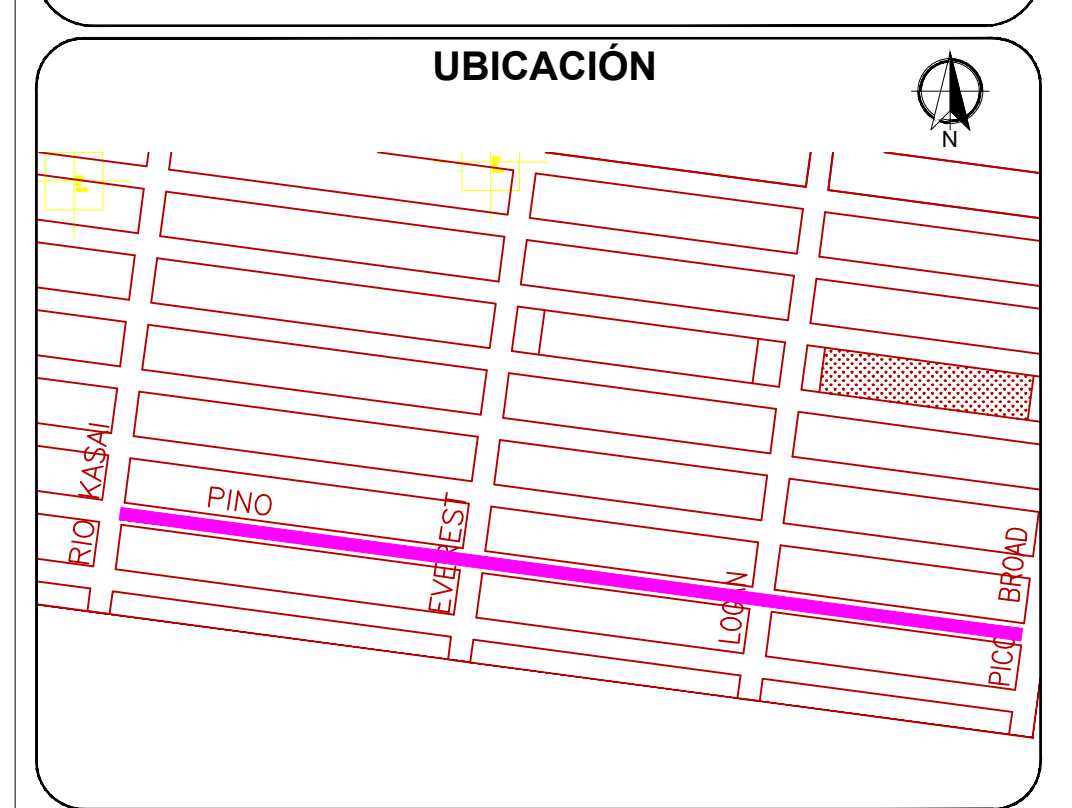 UBICACIÓN
N
RIO KASAI
PINO
EVEREST
LOGAN
PICO BROAD